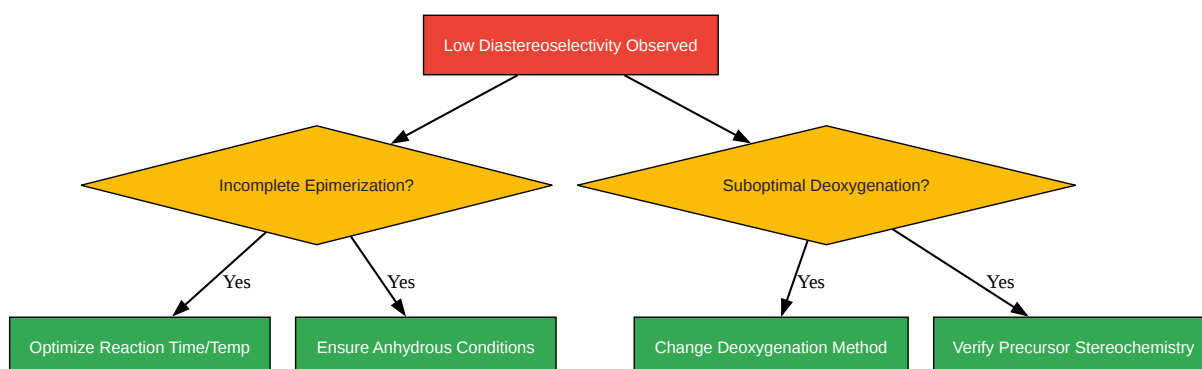 Low Diastereoselectivity Observed
Incomplete Epimerization?
Suboptimal Deoxygenation?
Yes
Yes
Yes
Yes
Optimize Reaction Time/Temp
Ensure Anhydrous Conditions
Change Deoxygenation Method
Verify Precursor Stereochemistry